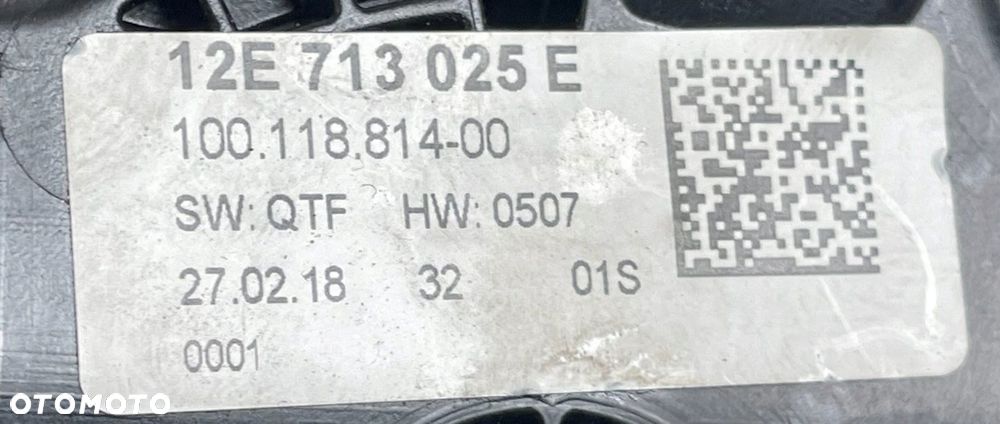 12E 713 025 E
100.118.814-00
SW: QTF HW: 0507
27.02.18 32 01S
0001
OTOMOTO